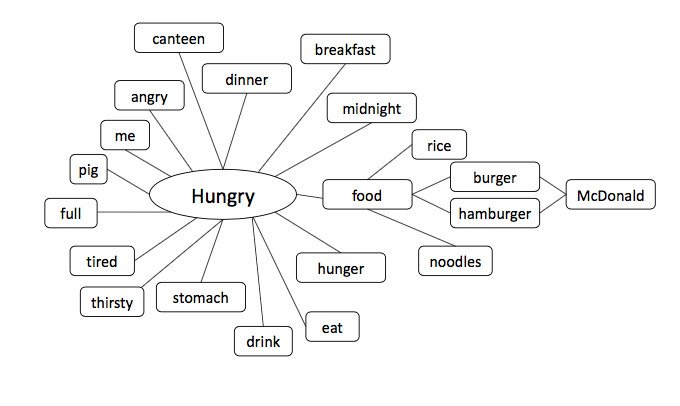 canteen
breakfast
dinner
angry
midnight
me
rice
pig
burger
Hungry
food
McDonald
full
hamburger
tired
hunger
noodles
thirsty
stomach
eat
drink